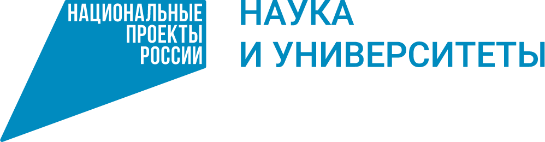 НАЦИОНАЛЬНЫЕ
ПРОЕКТЫ
РОССИИ
НАУКА
И УНИВЕРСИТЕТЫ